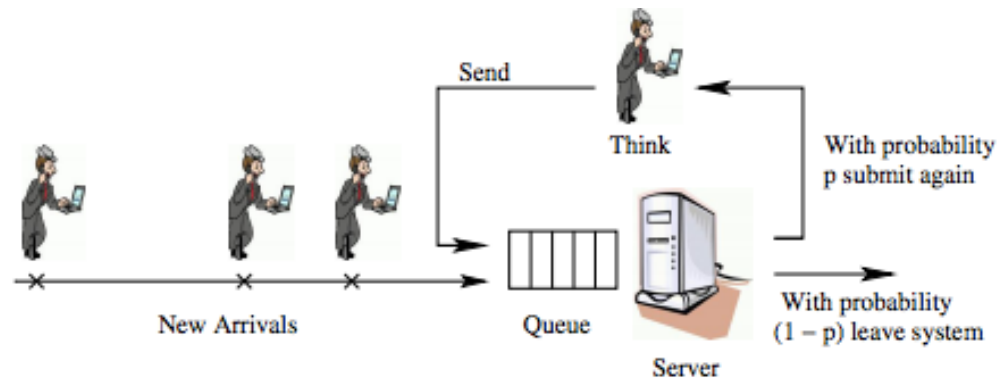 Send
Think
With probability
p submit again
New Arrivals
Queue
With probability
(1 – p) leave system
Server